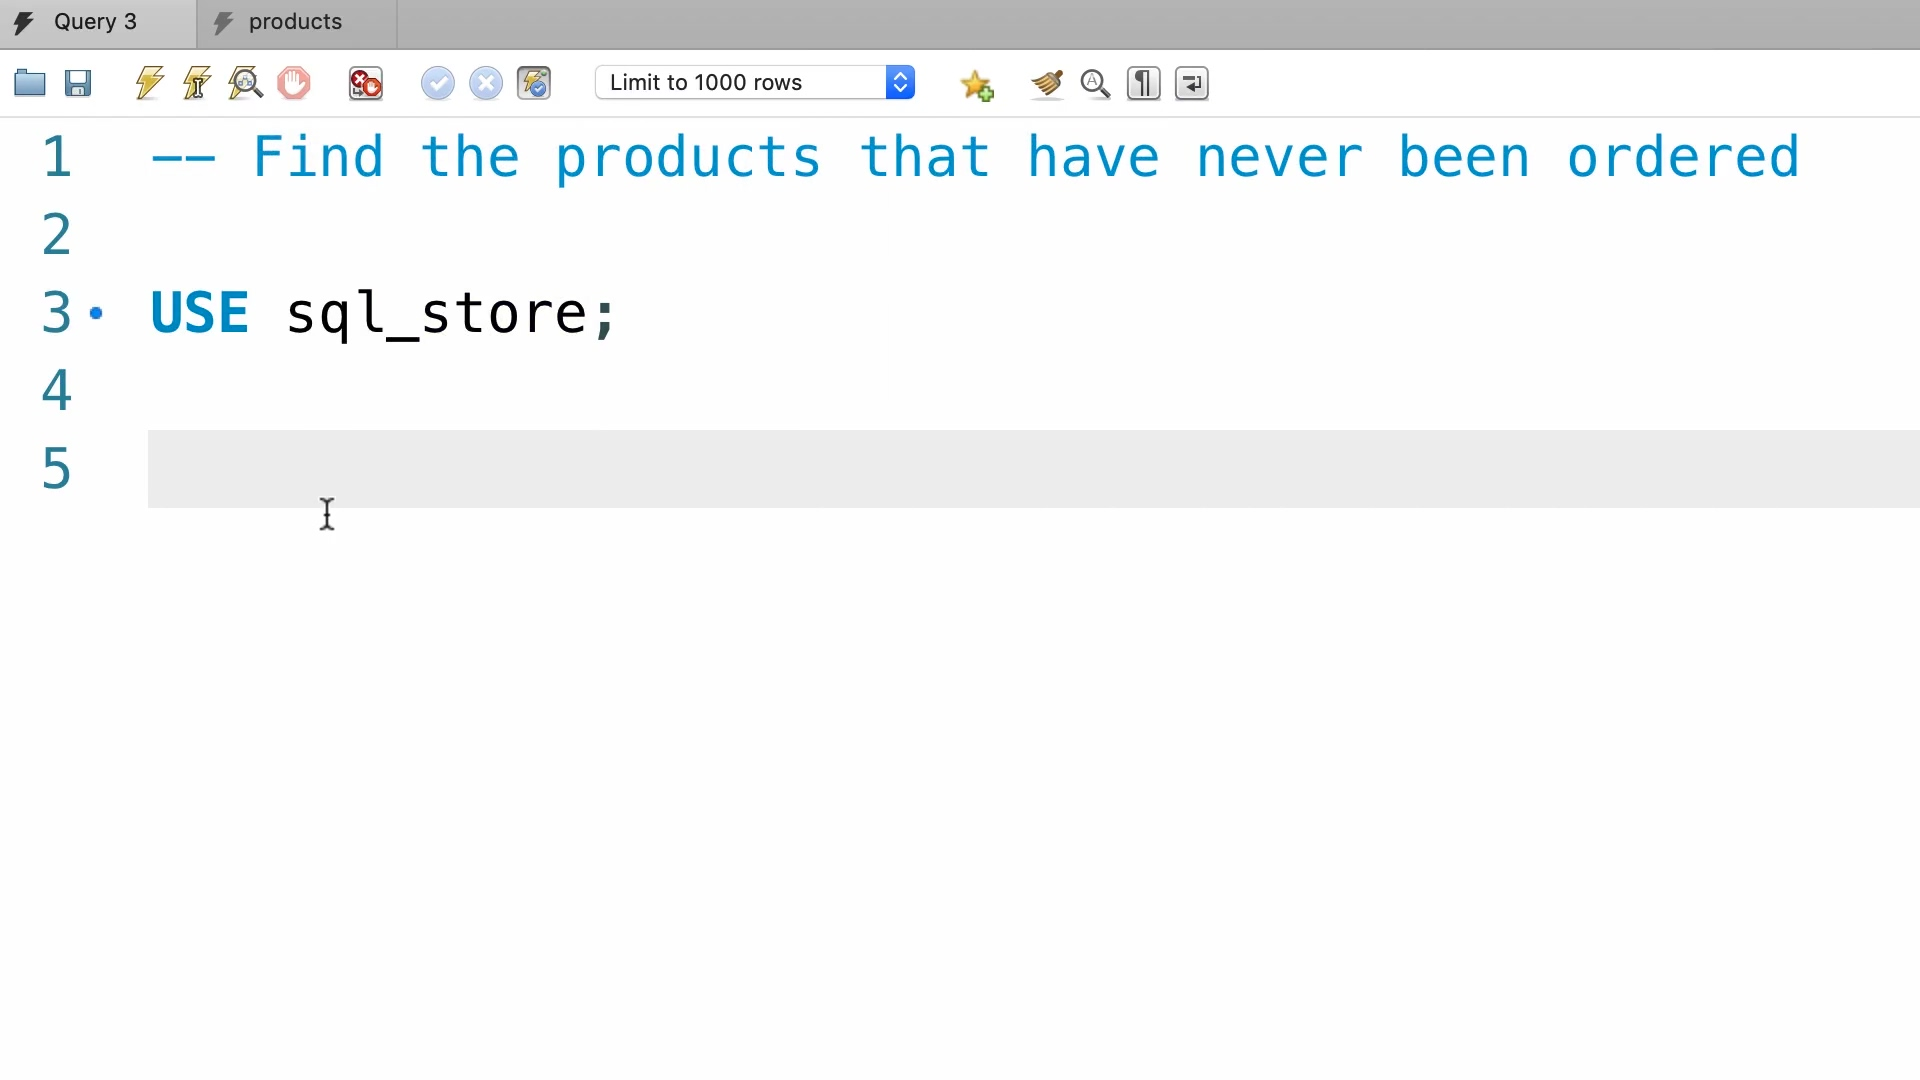 Query 3
products
Limit to 1000 rows
1 -- Find the products that have never been ordered
2
3 USE sql_store;
4
5